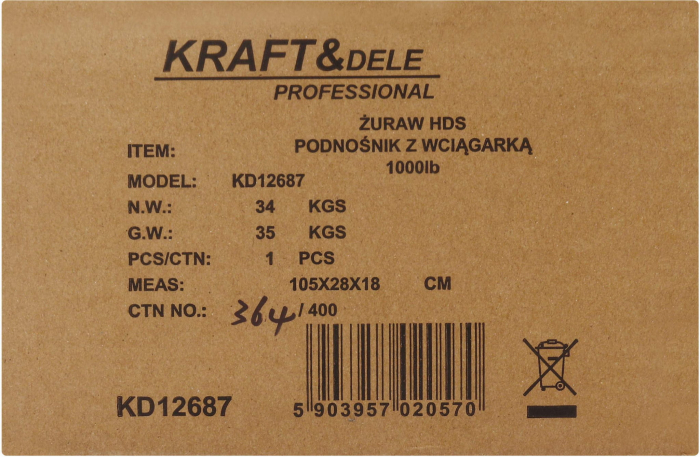 KRAFT&DELE
PROFESSIONAL
ŻURAW HDS
ITEM: PODNOŚNIK Z WCIĄGARKĄ
1000lb
MODEL: KD12687
N.W.: 34 KGS
G.W.: 35 KGS
PCS/CTN: 1 PCS
MEAS: 105X28X18 CM
CTN NO.: 364 / 400
KD12687
5 903957 020570